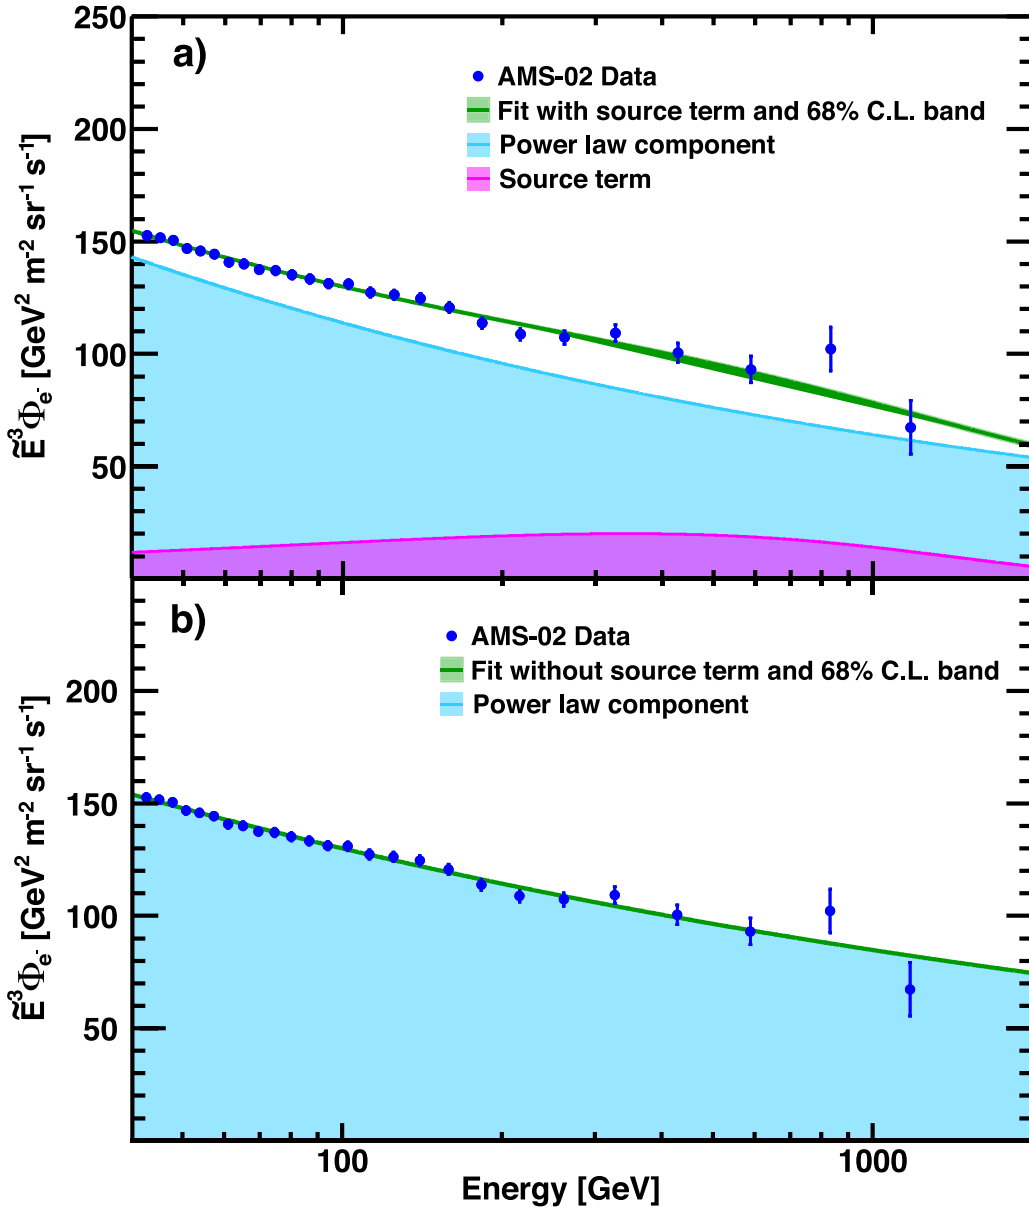 250
a)
AMS-02 Data
Fit with source term and 68% C.L. band
Power law component
Source term
200
150
100
50
Ẽ³Φe⁻ [GeV² m⁻² sr⁻¹ s⁻¹]
b)
AMS-02 Data
Fit without source term and 68% C.L. band
Power law component
200
150
100
50
Ẽ³Φe⁻ [GeV² m⁻² sr⁻¹ s⁻¹]
100
1000
Energy [GeV]